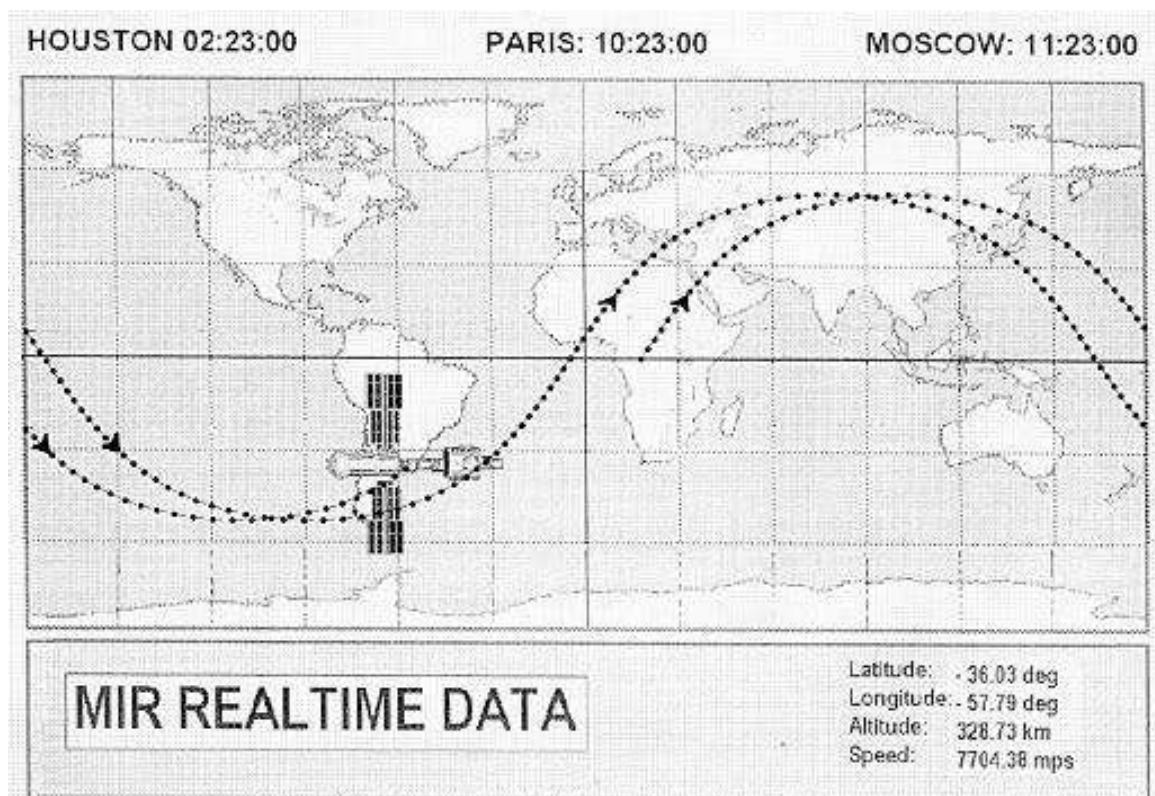 HOUSTON 02:23:00 PARIS: 10:23:00 MOSCOW: 11:23:00
MIR REALTIME DATA
Latitude: - 36.03 deg
Longitude: - 57.79 deg
Altitude: 328.73 km
Speed: 7704.38 mps